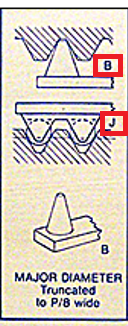 B
J
B
MAJOR DIAMETER
Truncated
to P/8 wide